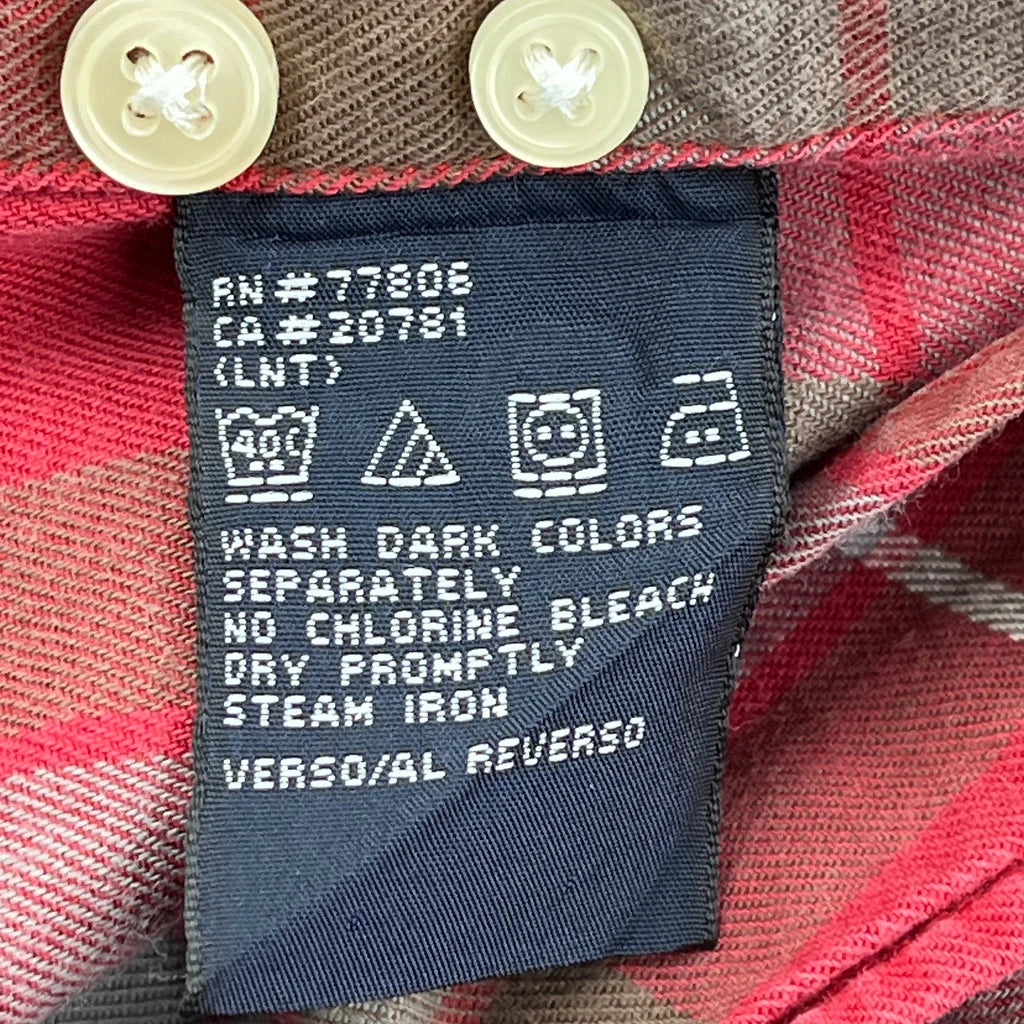 RN #77806
CA #20781
(LNT)
40C
WASH DARK COLORS
SEPARATELY
NO CHLORINE BLEACH
DRY PROMPTLY
STEAM IRON
VERSO/AL REVERSO